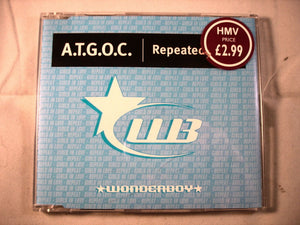 A.T.G.O.C. Repeated
HMV
PRICE
£2.99
WB
★WONDERBOY★